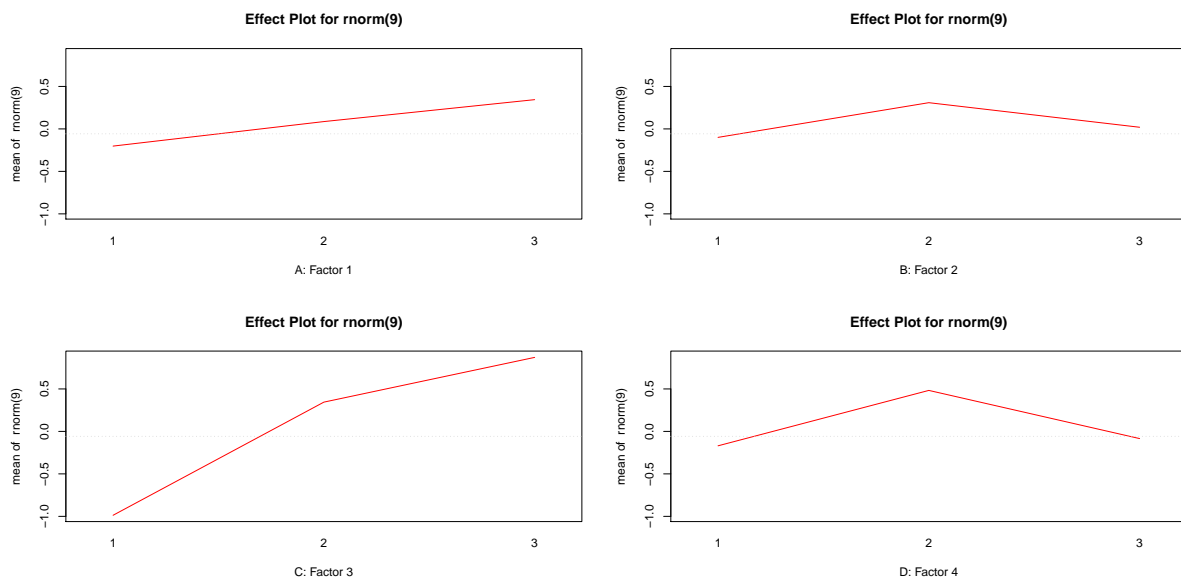 Effect Plot for rnorm(9)
mean of rnorm(9)
0.5
0.0
−0.5
−1.0
1 2 3
A: Factor 1
Effect Plot for rnorm(9)
mean of rnorm(9)
0.5
0.0
−0.5
−1.0
1 2 3
B: Factor 2
Effect Plot for rnorm(9)
mean of rnorm(9)
0.5
0.0
−0.5
−1.0
1 2 3
C: Factor 3
Effect Plot for rnorm(9)
mean of rnorm(9)
0.5
0.0
−0.5
−1.0
1 2 3
D: Factor 4